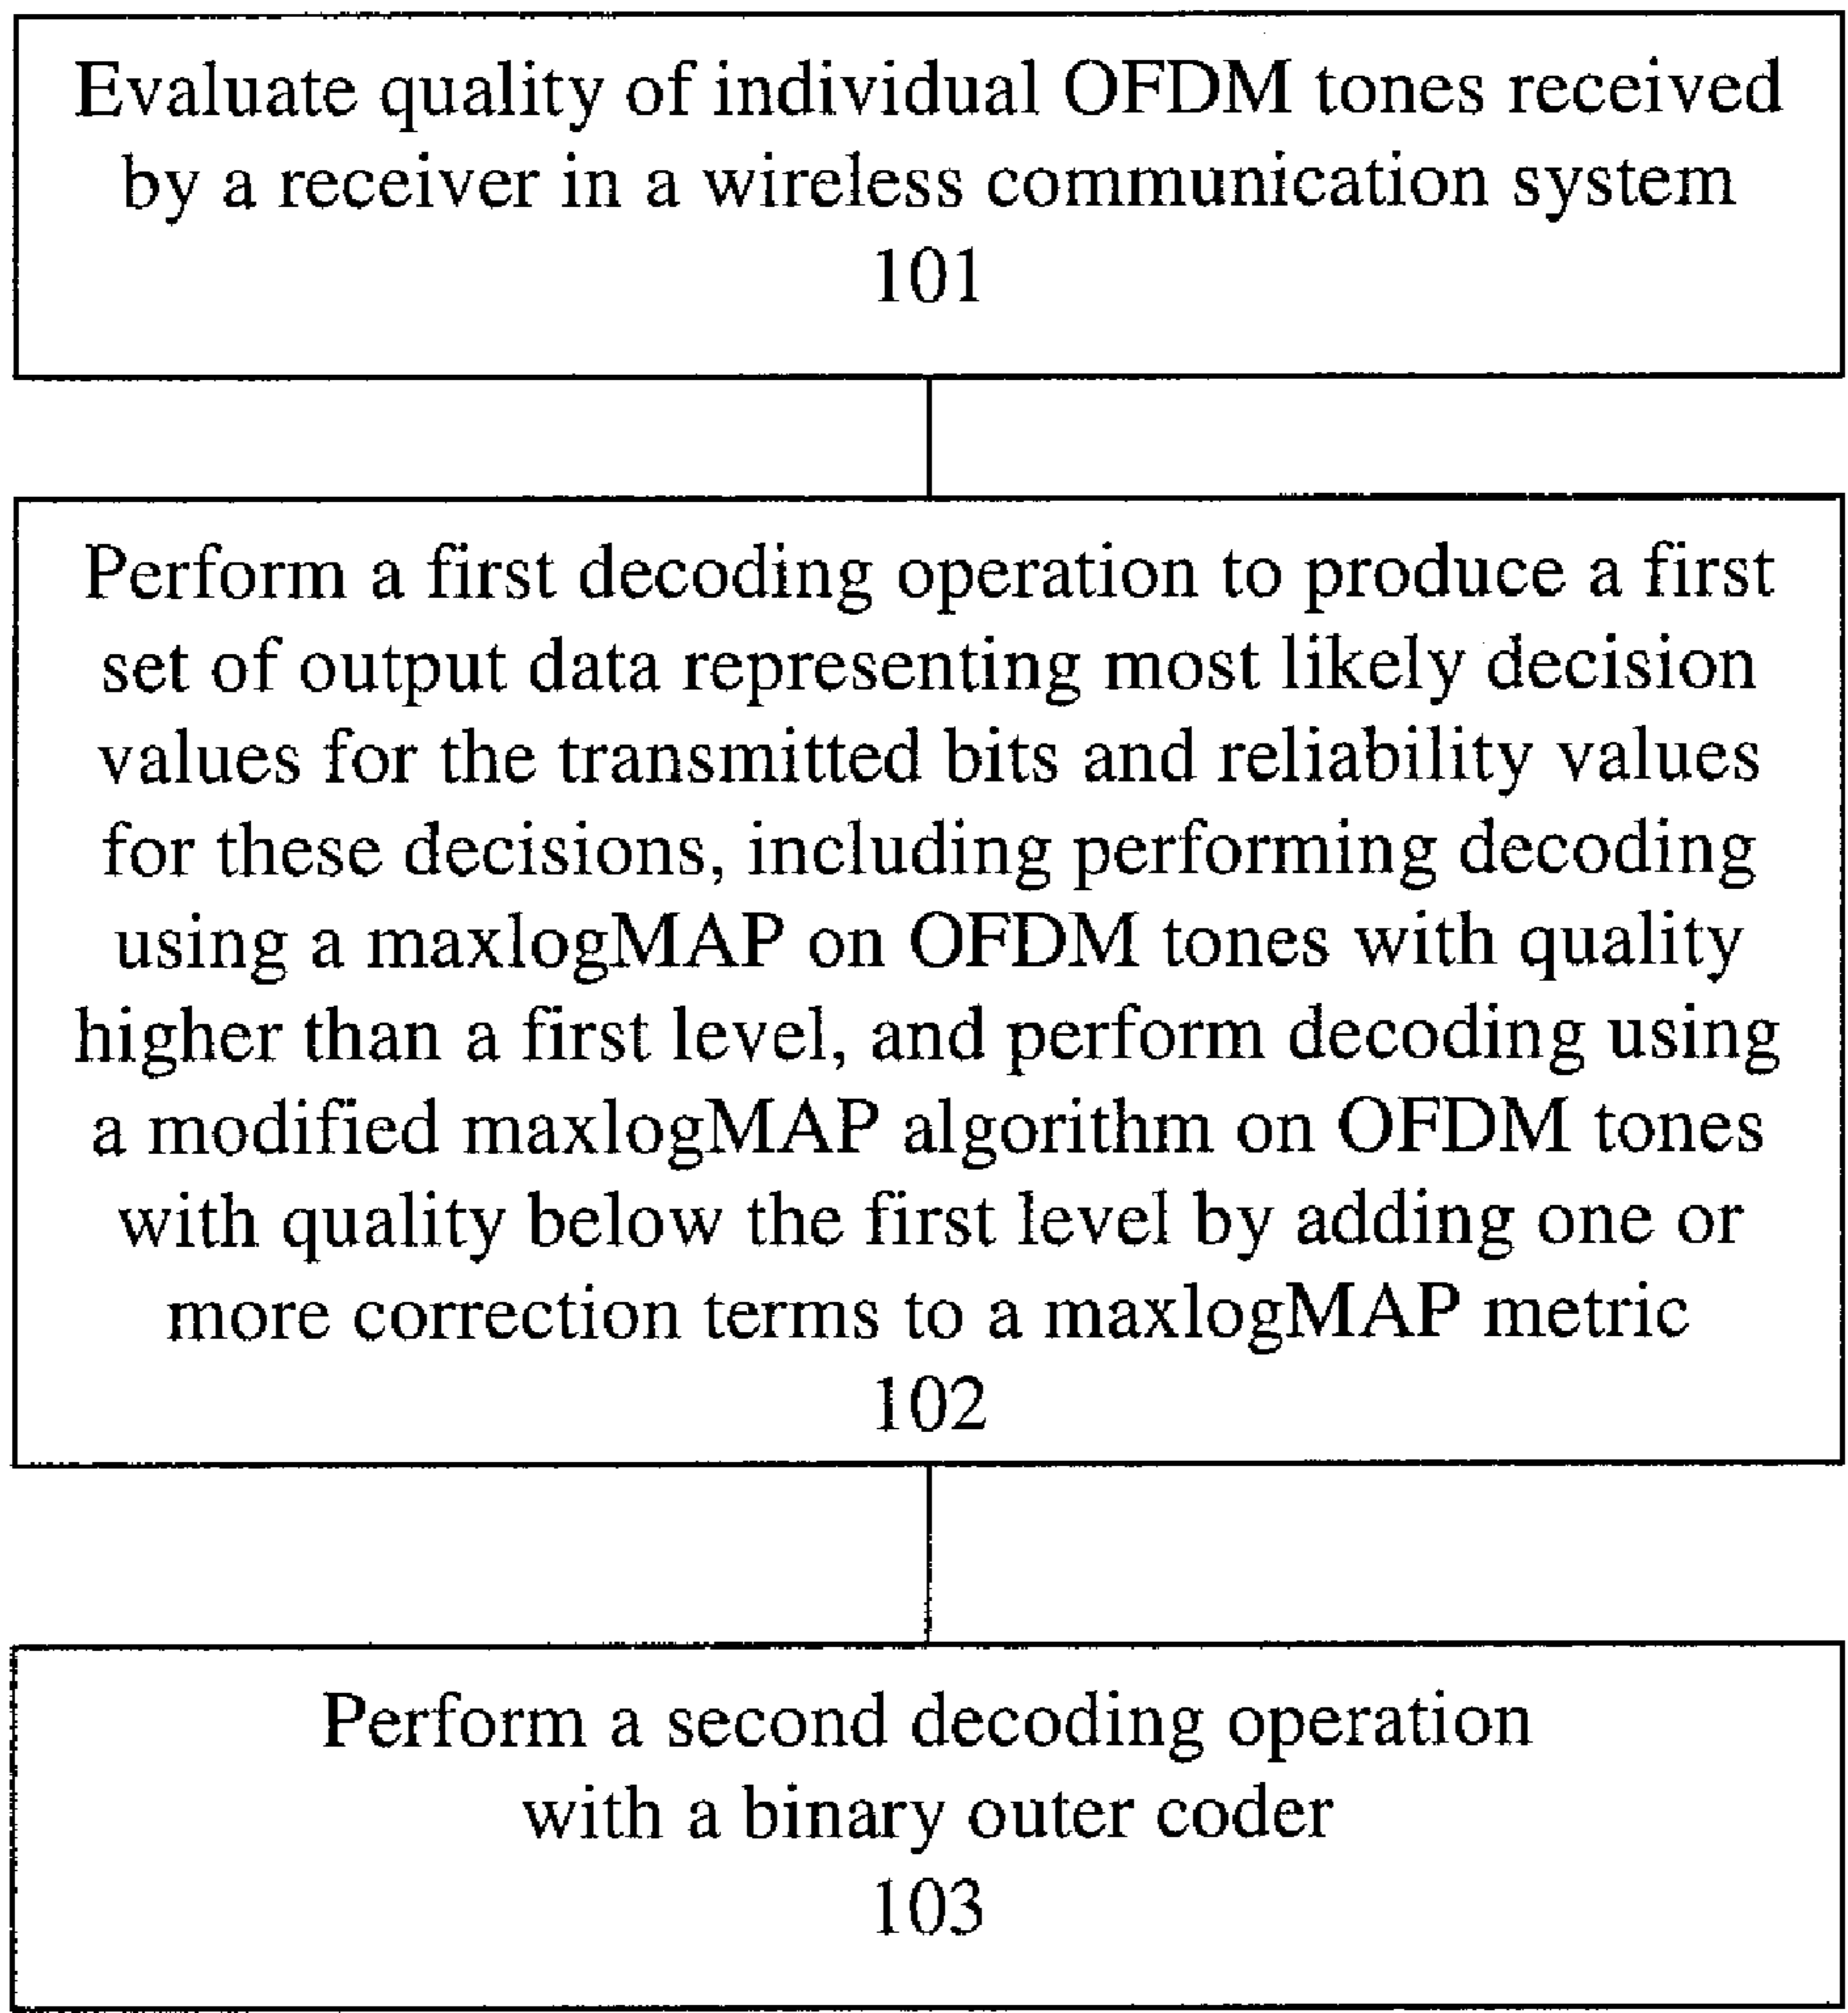 Evaluate quality of individual OFDM tones received
by a receiver in a wireless communication system
101
Perform a first decoding operation to produce a first
set of output data representing most likely decision
values for the transmitted bits and reliability values
for these decisions, including performing decoding
using a maxlogMAP on OFDM tones with quality
higher than a first level, and perform decoding using
a modified maxlogMAP algorithm on OFDM tones
with quality below the first level by adding one or
more correction terms to a maxlogMAP metric
102
Perform a second decoding operation
with a binary outer coder
103